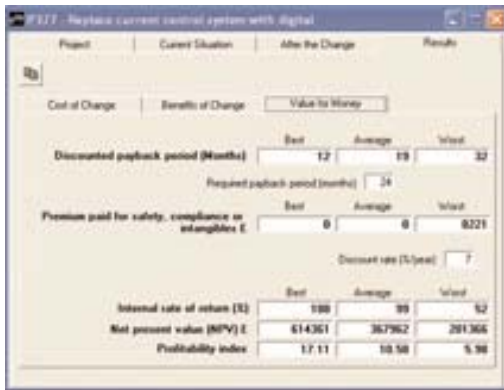 P377 - Replace current control system with digital
Project Current Situation After the Change Results
Cost of Change Benefits of Change Value for Money
Best Average Worst
Discounted payback period (Months) 12 19 32
Required payback period (months) 24
Best Average Worst
Premium paid for safety, compliance or
intangibles £ 0 0 8221
Discount rate (%/year) 7
Best Average Worst
Internal rate of return (%) 99 52
Net present value (NPV) £ 614361 367962 201366
Profitability index 17.11 10.50 5.90